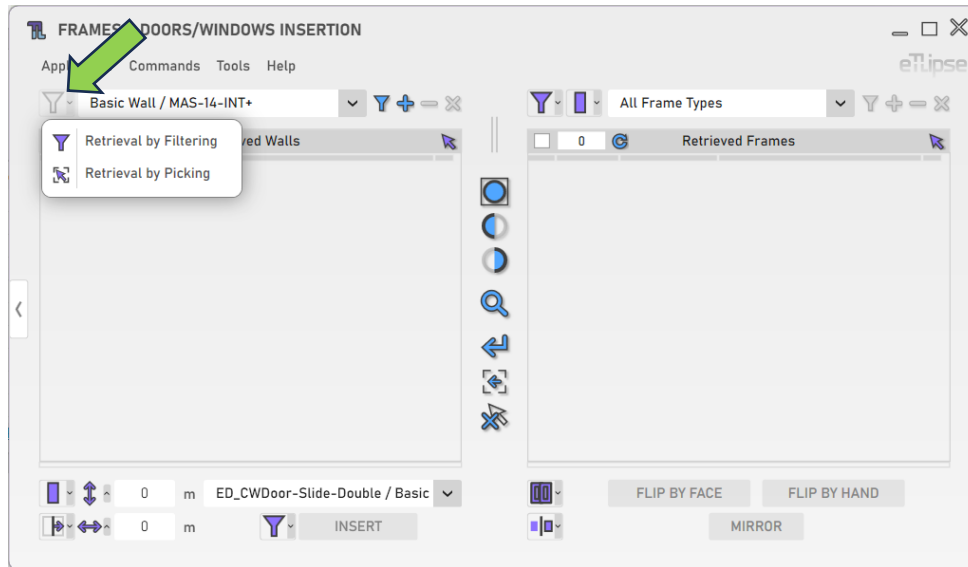 FRAMES DOORS/WINDOWS INSERTION
Commands Tools Help
eTLipse
Basic Wall / MAS-14-INT+
All Frame Types
Retrieval by Filtering
Retrieval by Picking
Walls
0
Retrieved Frames
0 m
ED_CWDoor-Slide-Double / Basic
FLIP BY FACE
FLIP BY HAND
0 m
INSERT
MIRROR